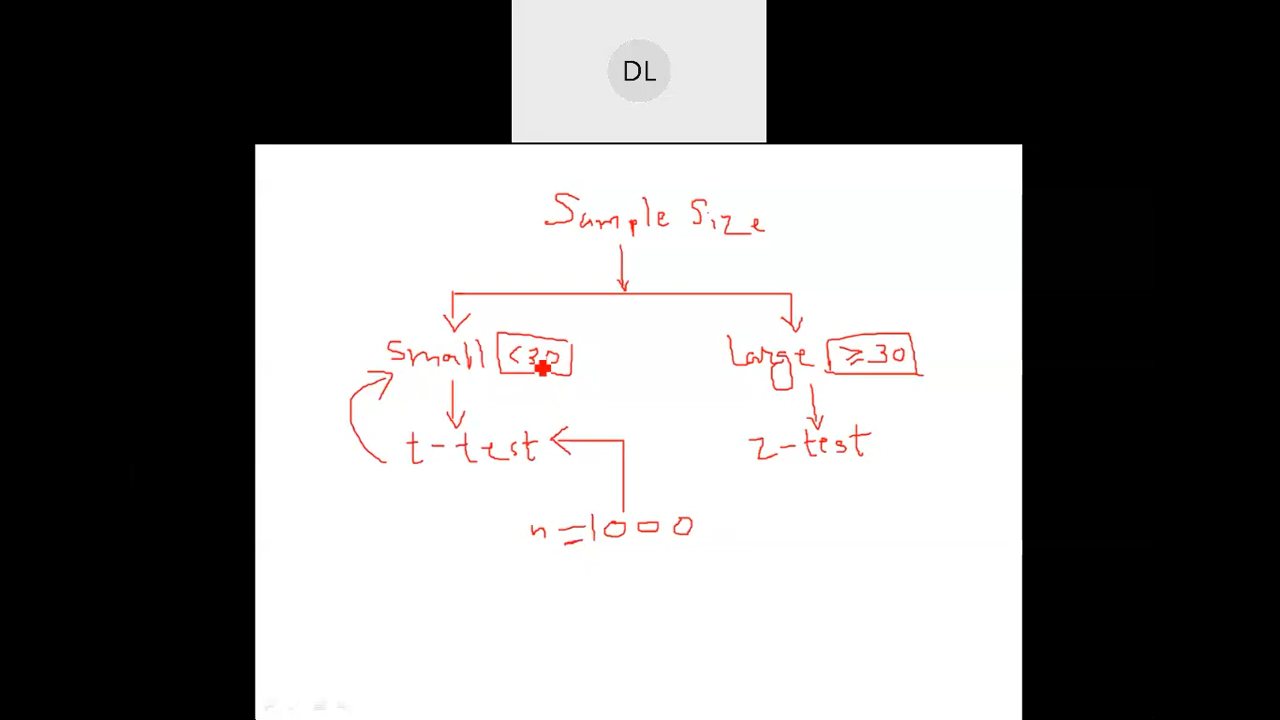 DL
Sample Size
Small <30
Large ≥30
t-test
z-test
n=1000